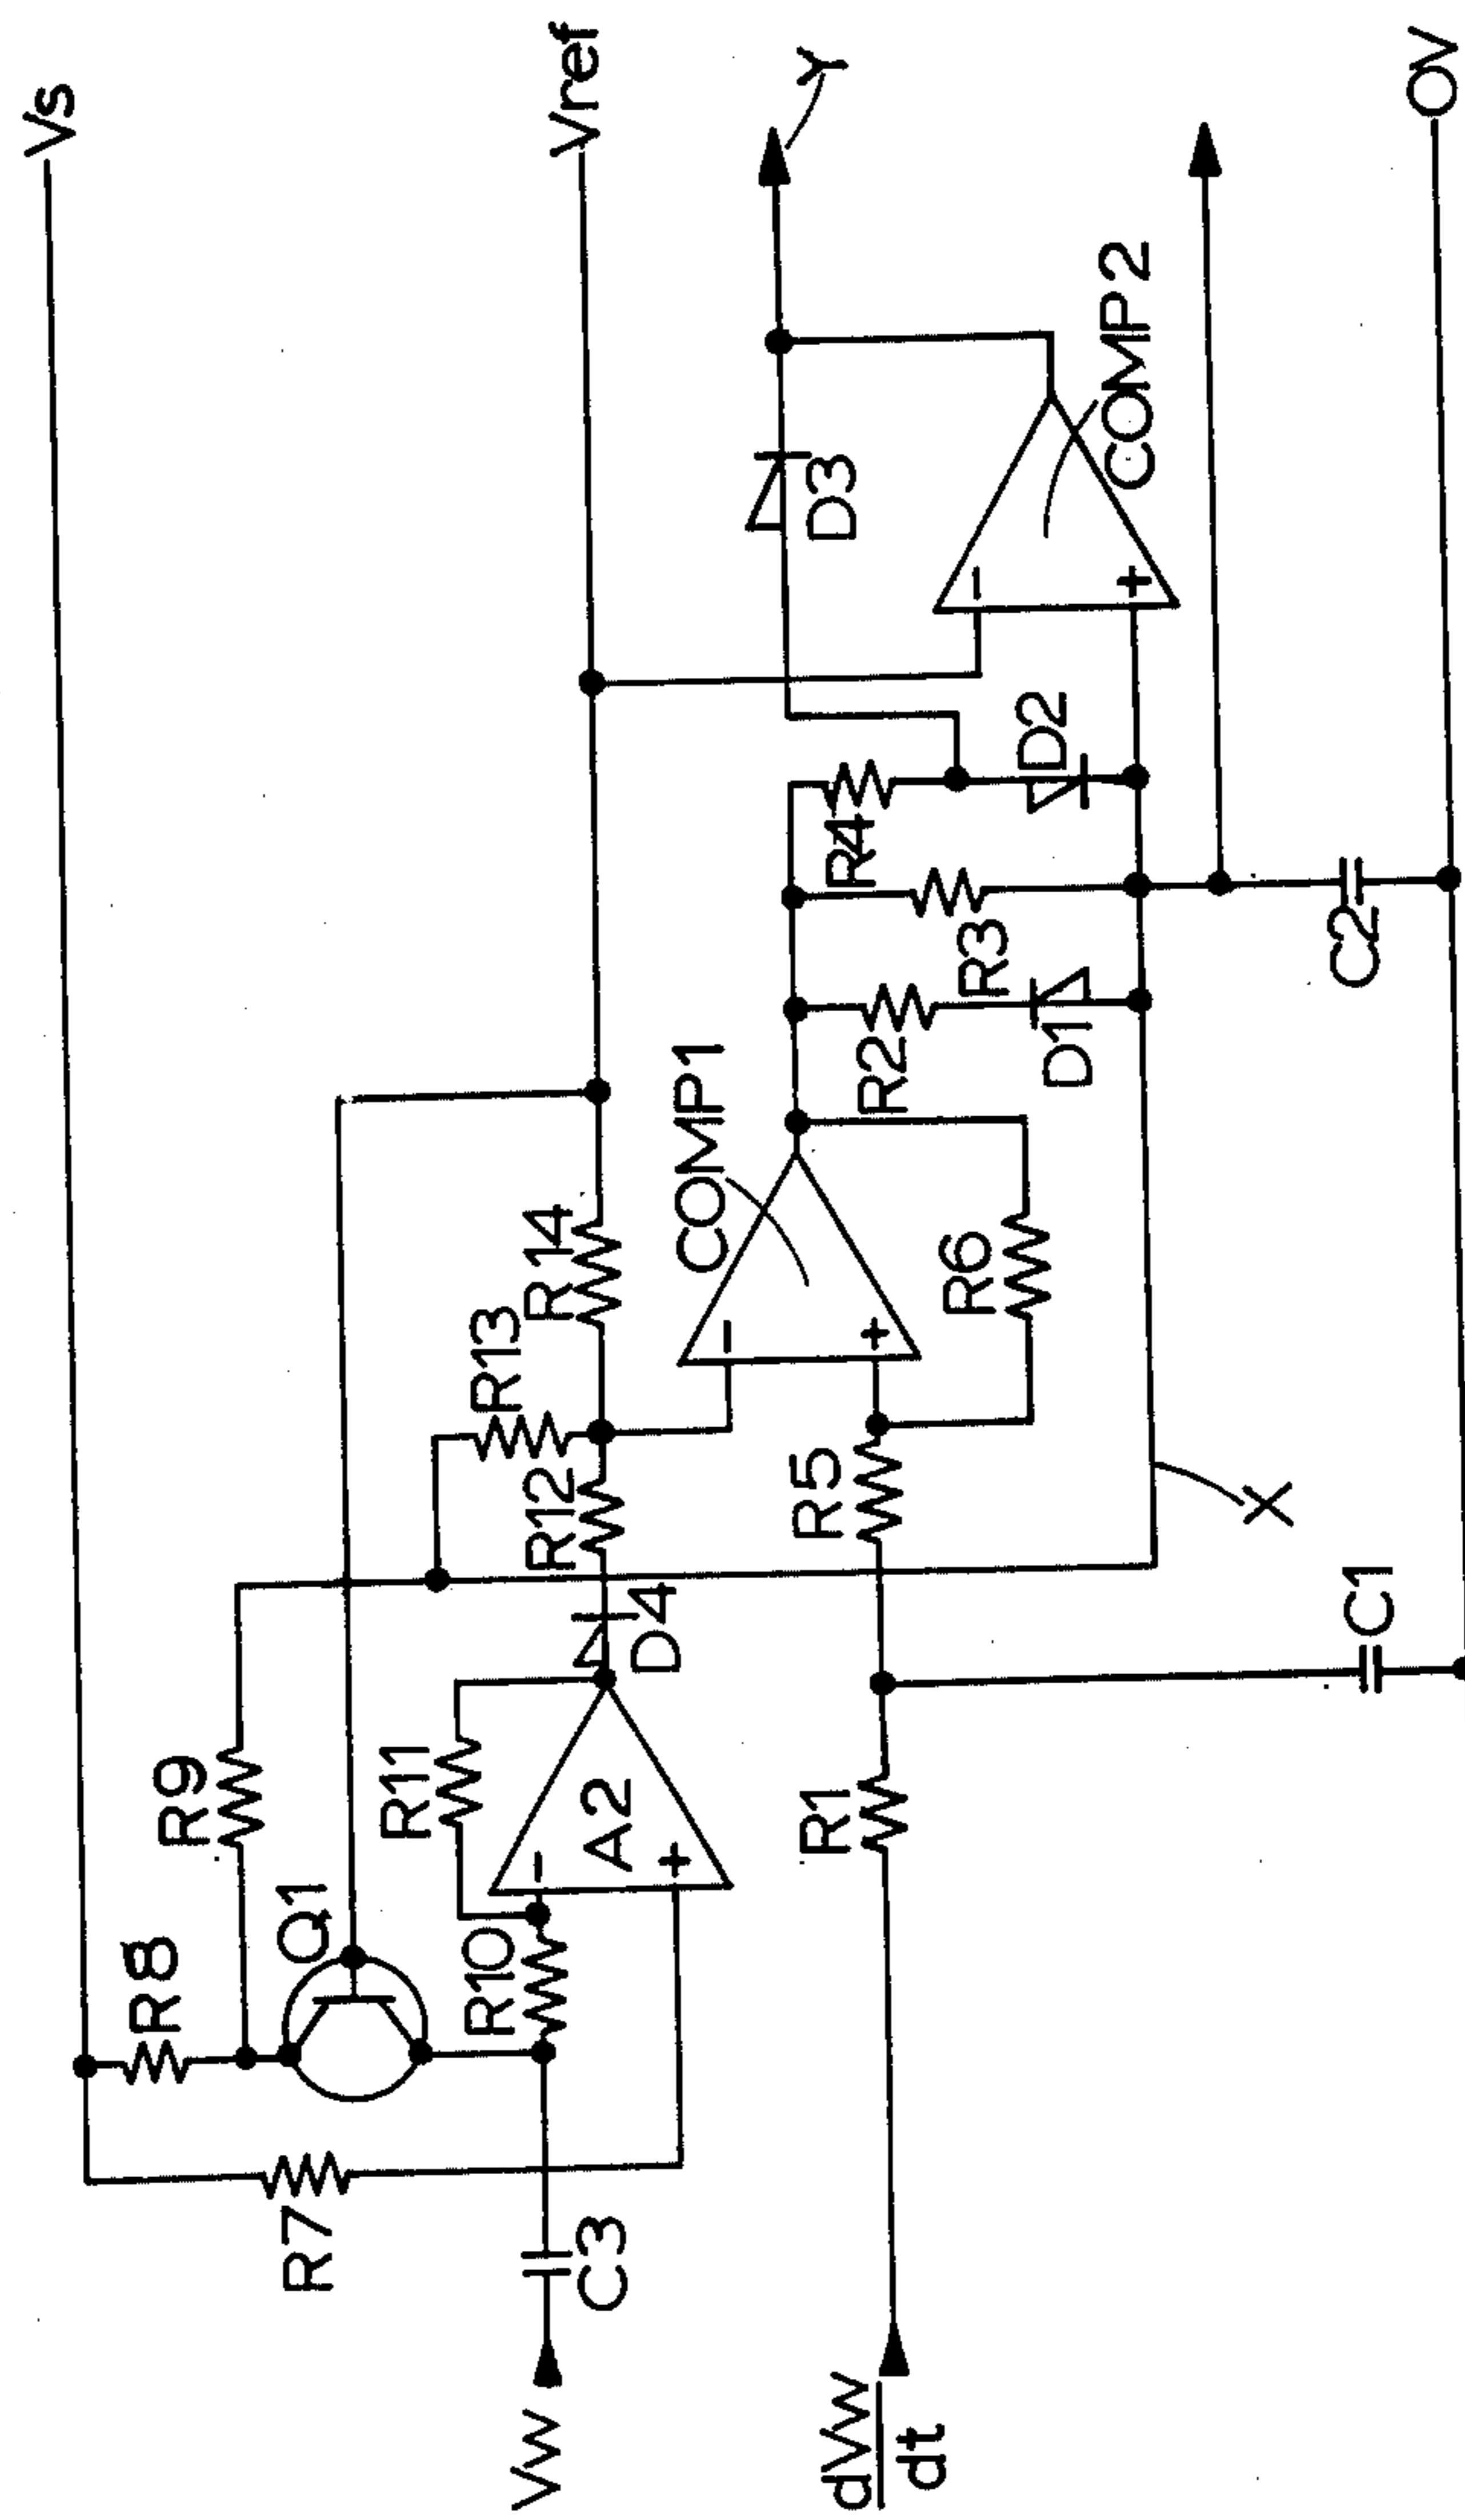 Vs
R8
R9
Q1
R7
R11
R10
A2
-
+
C3
Vw
D4
R12
R13
R14
Vref
COMP1
-
+
R5
R6
R1
dVw
dt
R2
D1
R3
R4
D2
D3
Y
COMP2
-
+
X
C1
C2
OV